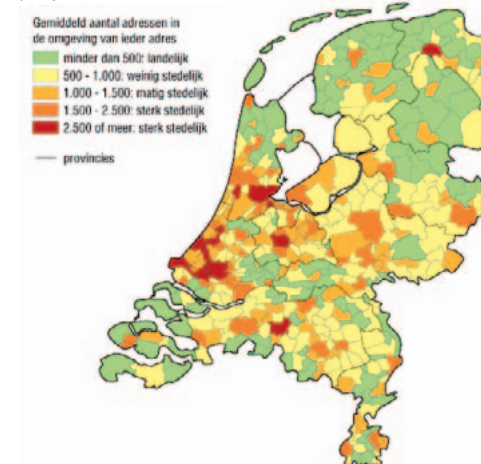 Gemiddeld aantal adressen in
de omgeving van ieder adres
minder dan 500: landelijk
500 - 1.000: weinig stedelijk
1.000 - 1.500: matig stedelijk
1.500 - 2.500: sterk stedelijk
2.500 of meer: sterk stedelijk
provincies